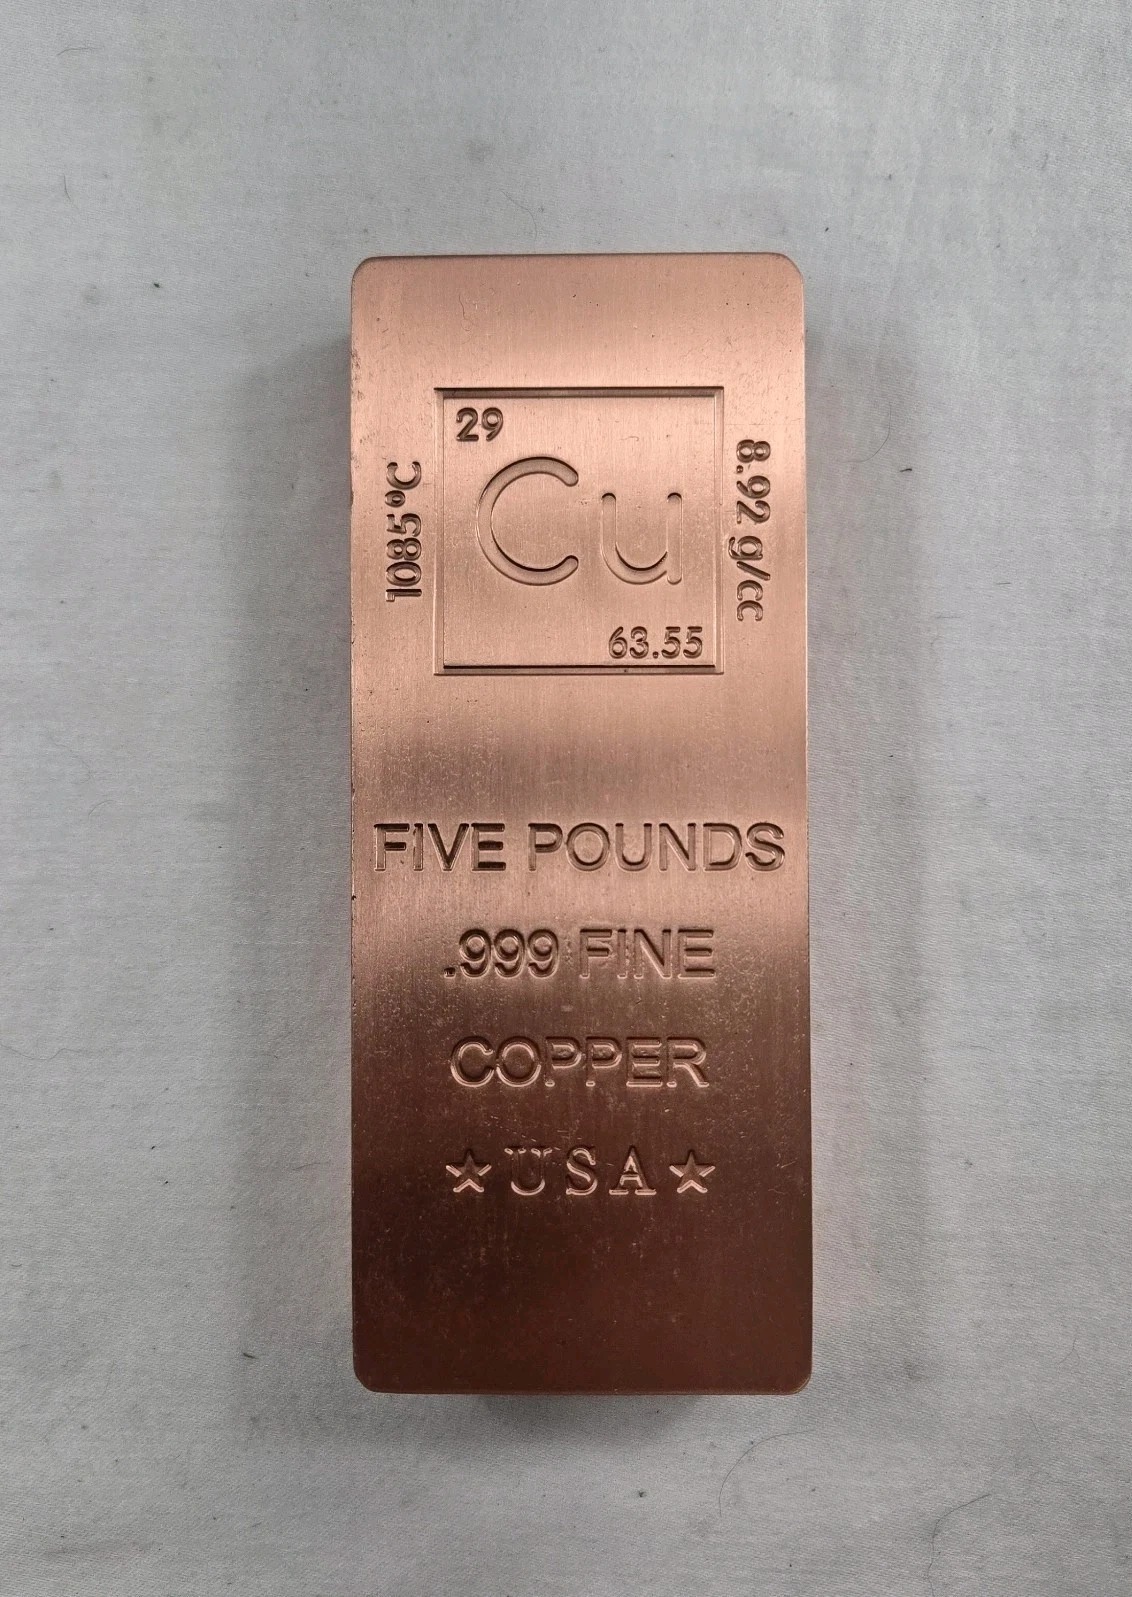 29
Cu
63.55
1085°C
8.92 g/cc
FIVE POUNDS
.999 FINE
COPPER
★ USA ★